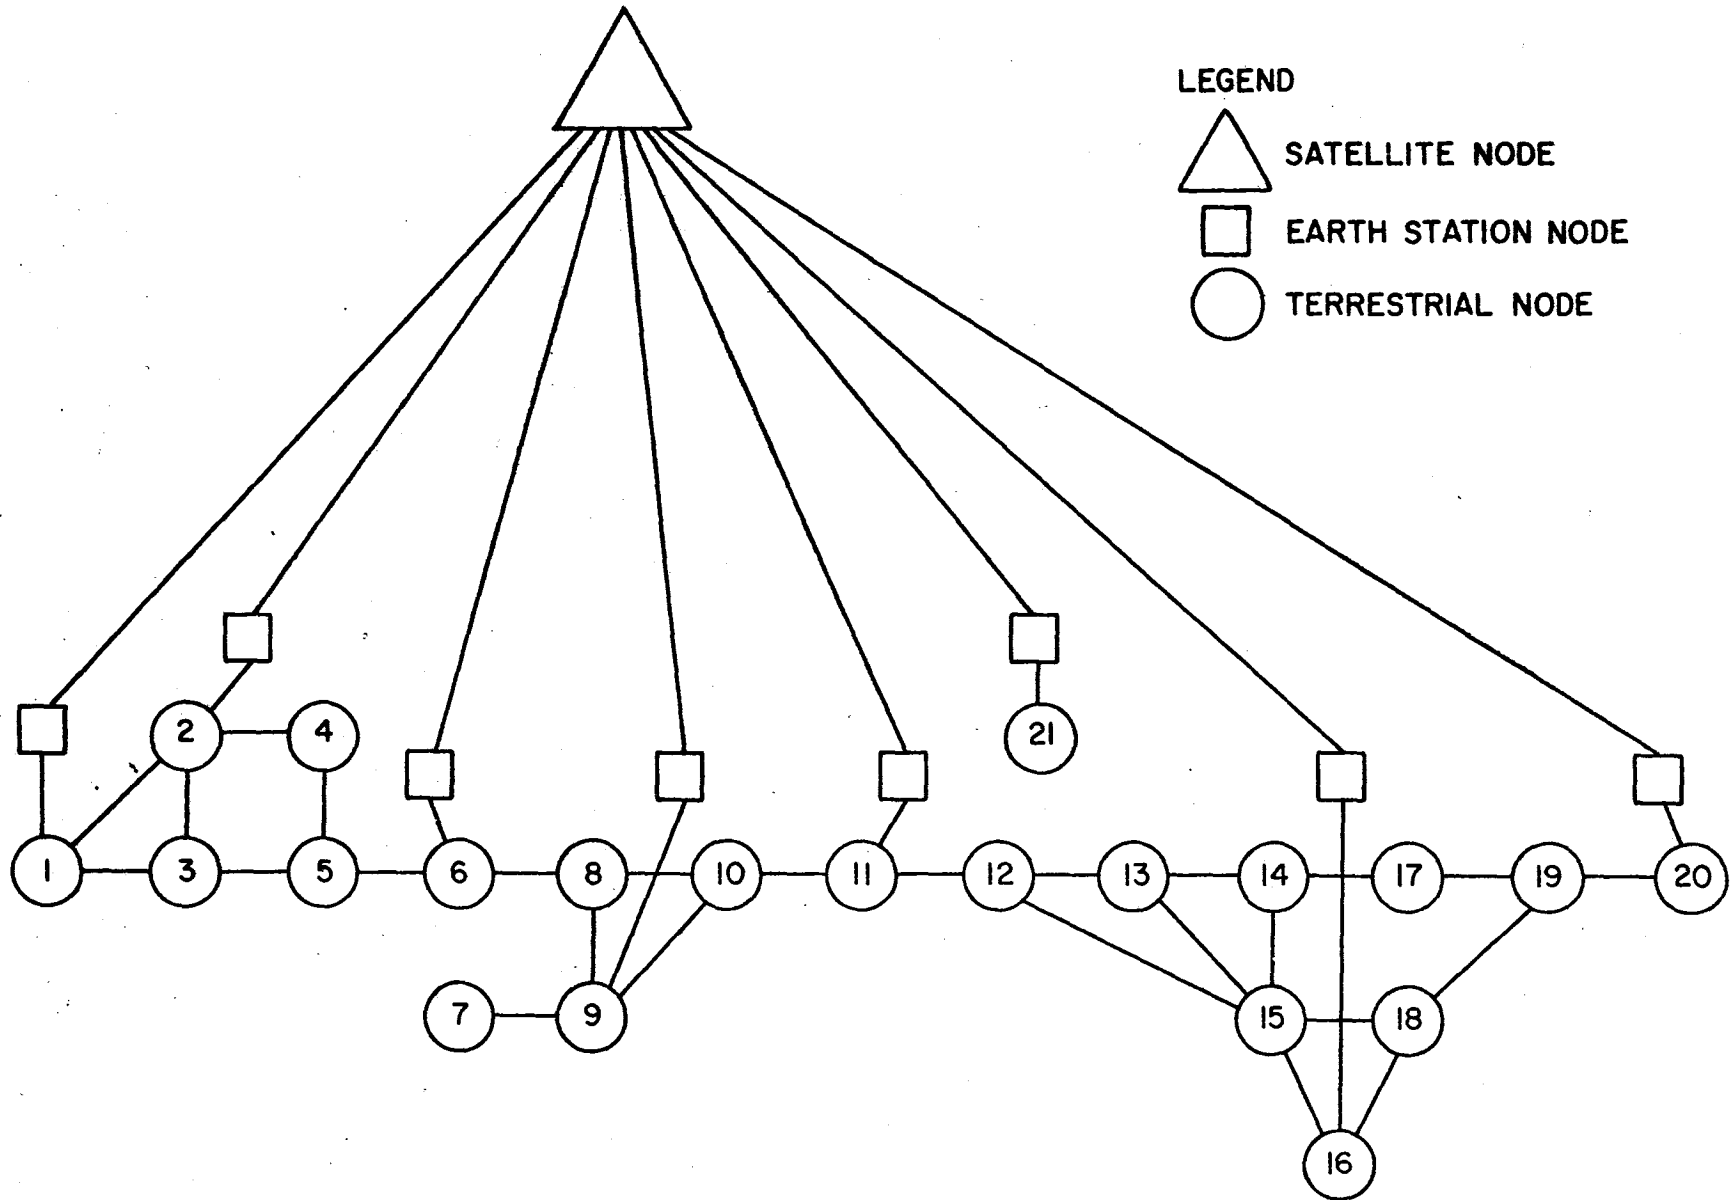 LEGEND
SATELLITE NODE
EARTH STATION NODE
TERRESTRIAL NODE
2 4 21
1 3 5 6 8 10 11 12 13 14 17 19 20
7 9 15 18
16